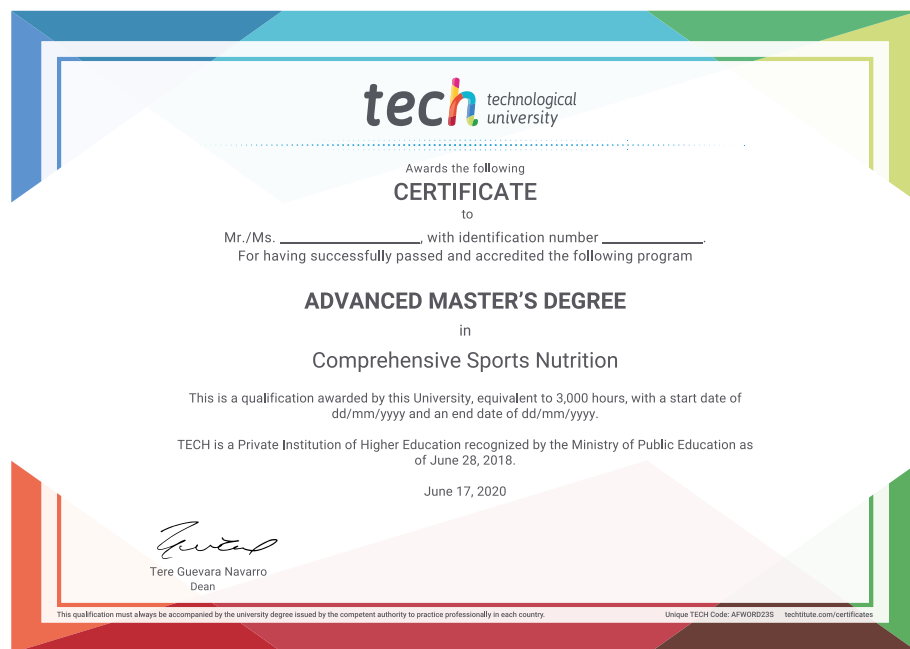 tech technological
university
Awards the following
CERTIFICATE
to
Mr./Ms. ____________________, with identification number ______________.
For having successfully passed and accredited the following program
ADVANCED MASTER'S DEGREE
in
Comprehensive Sports Nutrition
This is a qualification awarded by this University, equivalent to 3,000 hours, with a start date of
dd/mm/yyyy and an end date of dd/mm/yyyy.
TECH is a Private Institution of Higher Education recognized by the Ministry of Public Education as
of June 28, 2018.
June 17, 2020
Tere Guevara Navarro
Dean
This qualification must always be accompanied by the university degree issued by the competent authority to practice professionally in each country.
Unique TECH Code: AFWORD23S techtitute.com/certificates